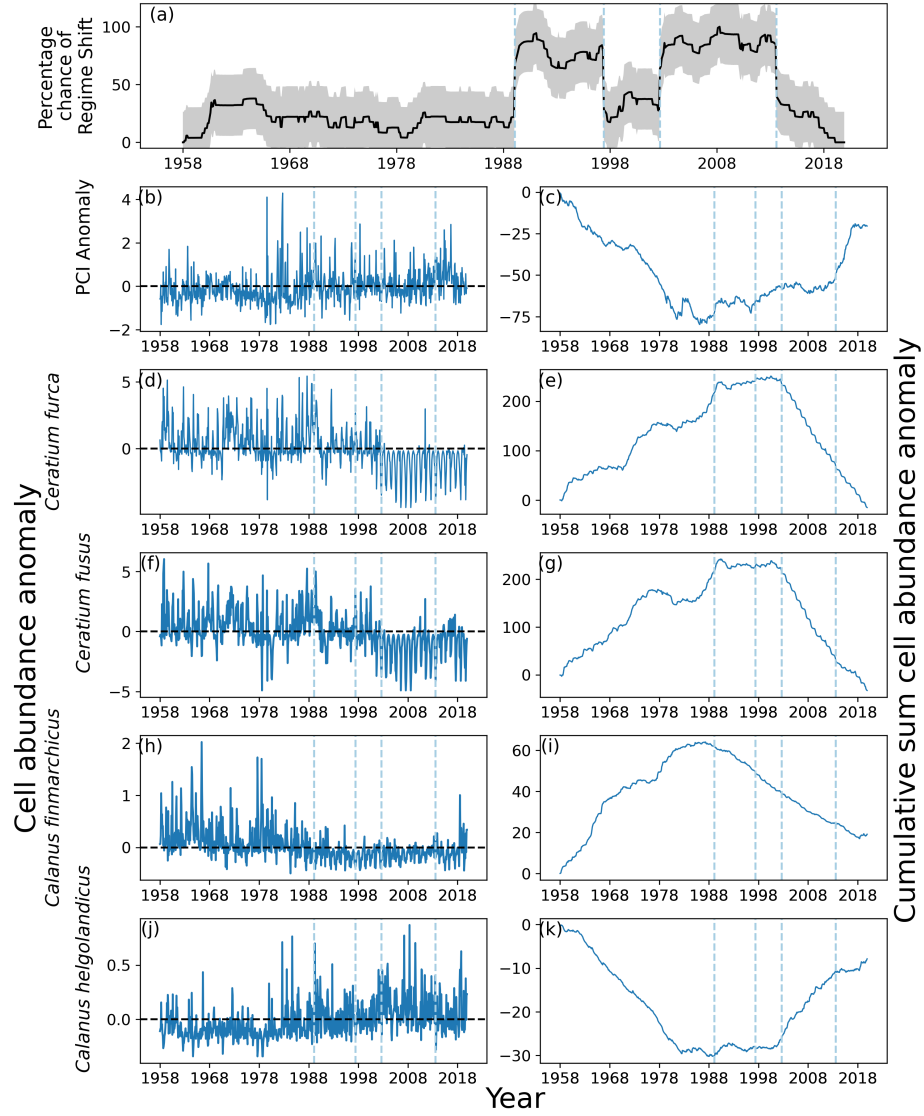 (a)
Percentage
chance of
Regime Shift
100
50
0
1958 1968 1978 1988 1998 2008 2018
(b)
PCI Anomaly
4
2
0
−2
1958 1968 1978 1988 1998 2008 2018
(c)
0
−25
−50
−75
1958 1968 1978 1988 1998 2008 2018
(d)
Ceratium furca
5
0
1958 1968 1978 1988 1998 2008 2018
(e)
200
100
0
1958 1968 1978 1988 1998 2008 2018
(f)
Ceratium fusus
5
0
−5
1958 1968 1978 1988 1998 2008 2018
(g)
200
100
0
1958 1968 1978 1988 1998 2008 2018
(h)
Calanus finmarchicus
2
1
0
1958 1968 1978 1988 1998 2008 2018
(i)
60
40
20
0
1958 1968 1978 1988 1998 2008 2018
(j)
Calanus helgolandicus
0.5
0.0
1958 1968 1978 1988 1998 2008 2018
(k)
0
−10
−20
−30
1958 1968 1978 1988 1998 2008 2018
Cell abundance anomaly
Cumulative sum cell abundance anomaly
Year